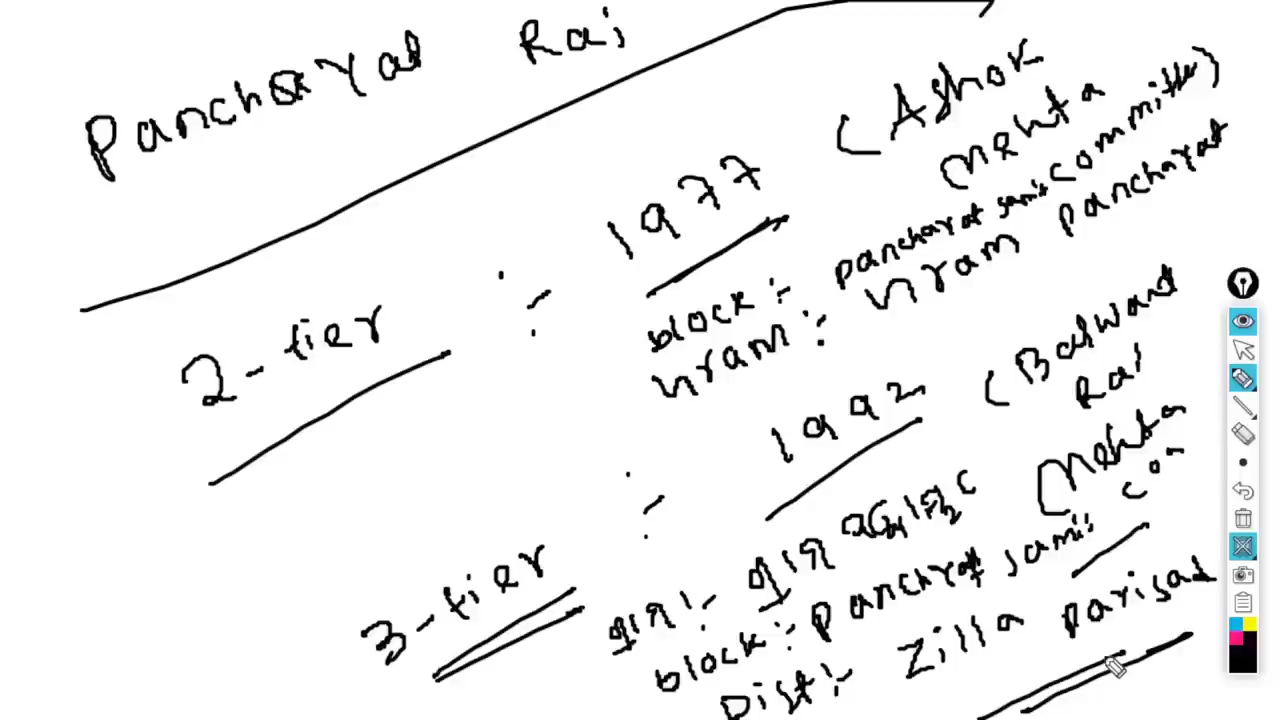 Panchayat Rai
2-tier :- 1977 (Ashok
Mehta
committee)
block :- panchayat samiti
gram :- gram panchayat
3-tier :- 1992 (Balwant
Rai
Mehta
com
block :- panchayat samiti
Dist :- Zilla parisad